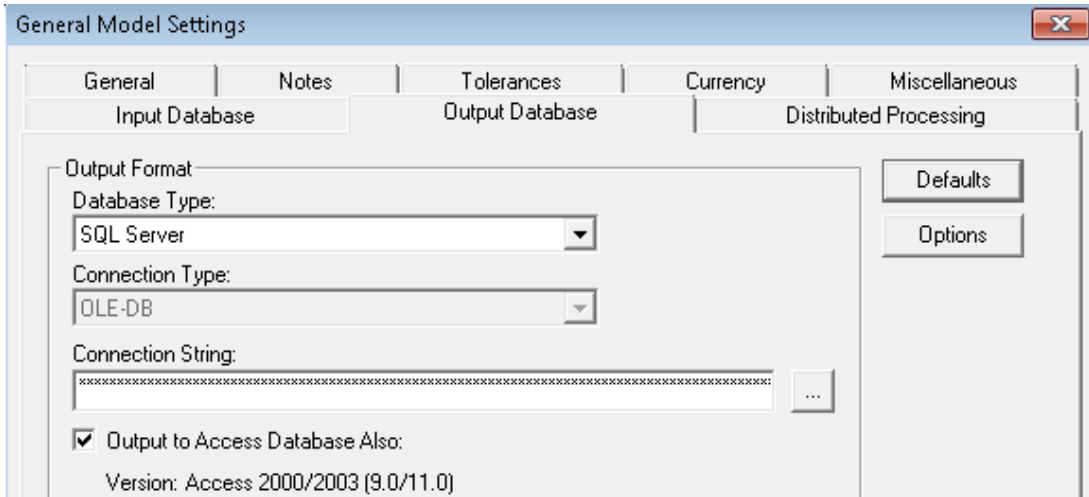 General Model Settings
General Notes Tolerances Currency Miscellaneous
Input Database Output Database Distributed Processing
Output Format
Defaults
Database Type:
SQL Server
Options
Connection Type:
OLE-DB
Connection String:
...
Output to Access Database Also:
Version: Access 2000/2003 (9.0/11.0)